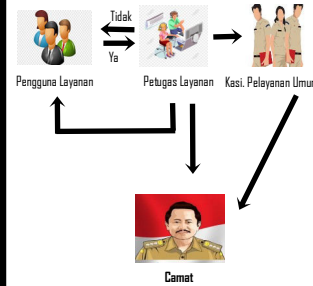 Tidak
Ya
Pengguna Layanan
Petugas Layanan
Kasi. Pelayanan Umum
Camat